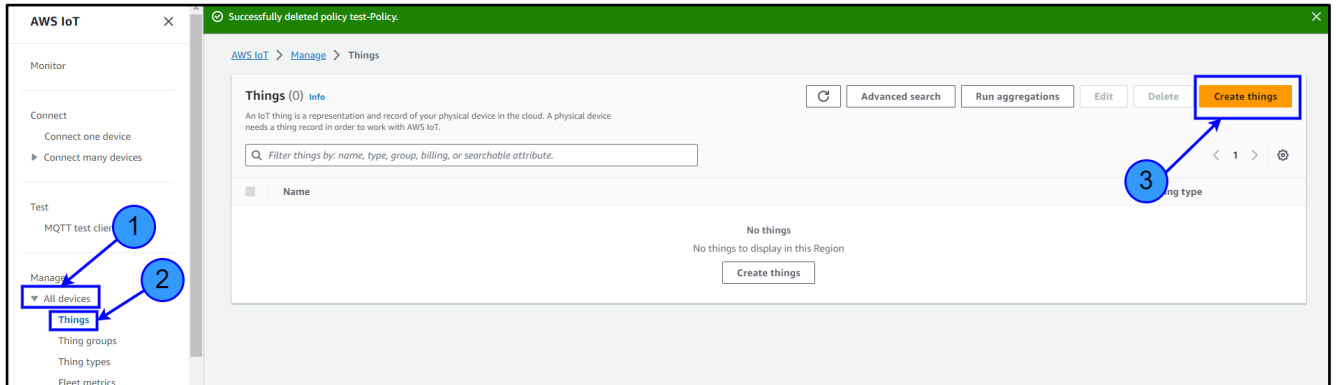 AWS IoT
Monitor
Connect
Connect one device
Connect many devices
Test
MQTT test clie
1
Manage
2
All devices
Things
Thing groups
Thing types
Fleet metrics
Successfully deleted policy test-Policy.
AWS IoT > Manage > Things
Things (0) Info
Advanced search
Run aggregations
Edit
Delete
Create things
An IoT thing is a representation and record of your physical device in the cloud. A physical device
needs a thing record in order to work with AWS IoT.
Filter things by: name, type, group, billing, or searchable attribute.
< 1 >
3
Name
ng type
No things
No things to display in this Region
Create things